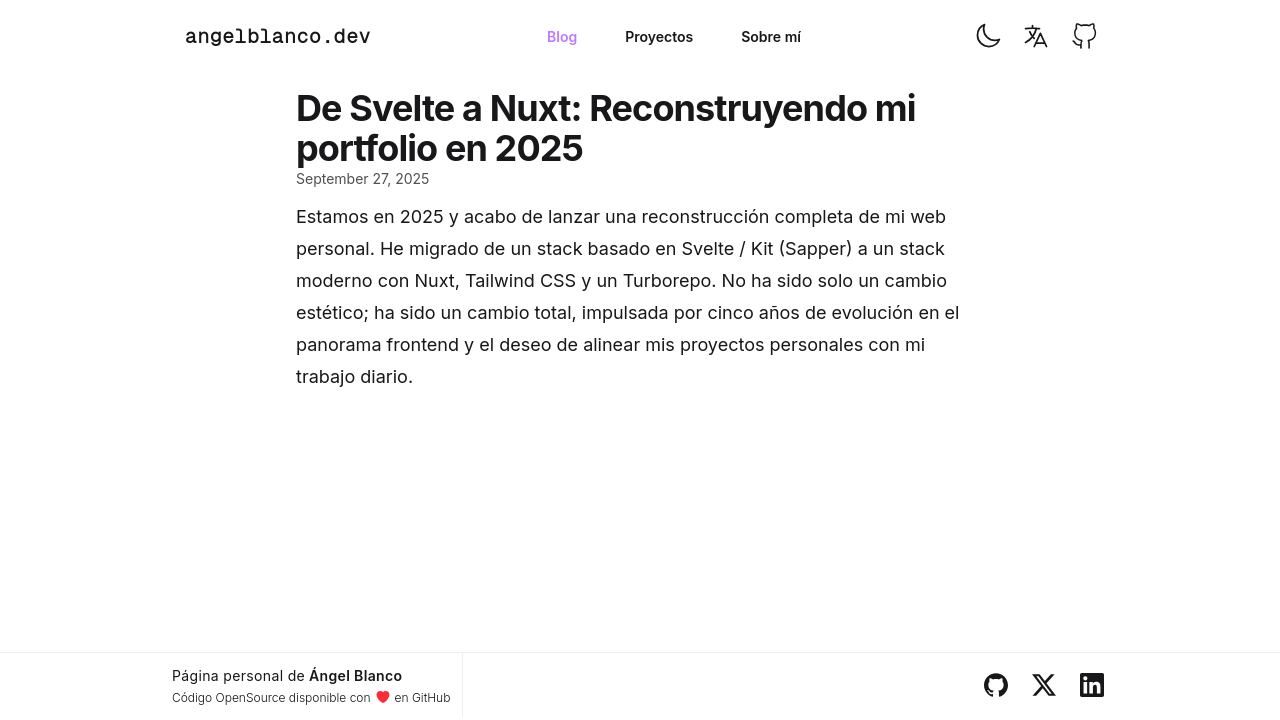 angelblanco.dev
Blog
Proyectos
Sobre mí
De Svelte a Nuxt: Reconstruyendo mi
portfolio en 2025
September 27, 2025
Estamos en 2025 y acabo de lanzar una reconstrucción completa de mi web
personal. He migrado de un stack basado en Svelte / Kit (Sapper) a un stack
moderno con Nuxt, Tailwind CSS y un Turborepo. No ha sido solo un cambio
estético; ha sido un cambio total, impulsada por cinco años de evolución en el
panorama frontend y el deseo de alinear mis proyectos personales con mi
trabajo diario.
Página personal de Ángel Blanco
Código OpenSource disponible con ❤️ en GitHub